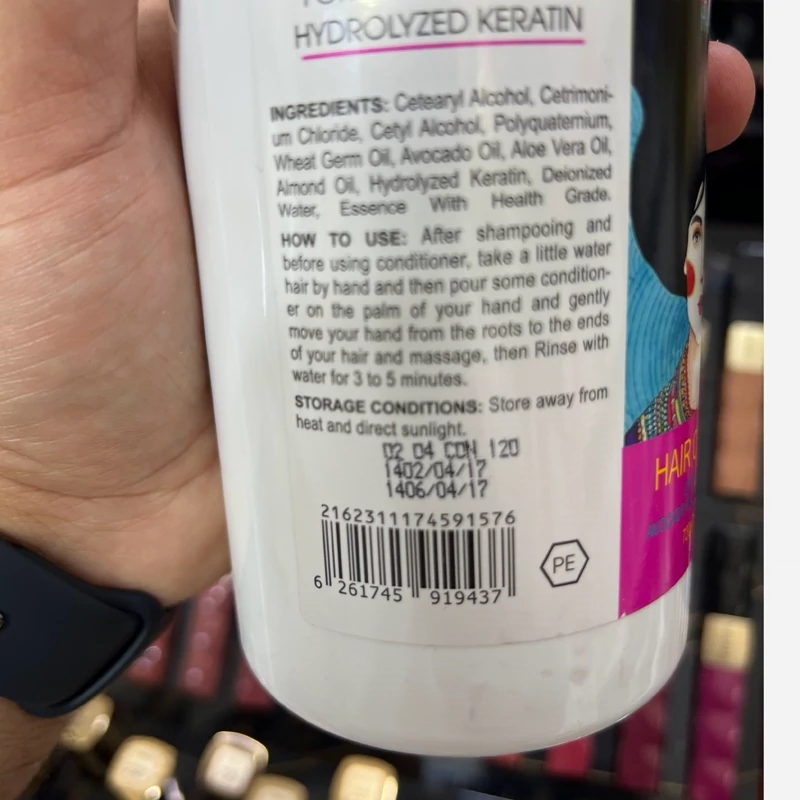 HYDROLYZED KERATIN
INGREDIENTS: Cetearyl Alcohol, Cetrimoni-
um Chloride, Cetyl Alcohol, Polyquaternium,
Wheat Germ Oil, Avocado Oil, Aloe Vera Oil,
Almond Oil, Hydrolyzed Keratin, Deionized
Water, Essence With Health Grade.
HOW TO USE: After shampooing and
before using conditioner, take a little water
hair by hand and then pour some condition-
er on the palm of your hand and gently
move your hand from the roots to the ends
of your hair and massage, then Rinse with
water for 3 to 5 minutes.
STORAGE CONDITIONS: Store away from
heat and direct sunlight.
02 04 CON 120
1402/04/17
1406/04/17
21623111174591576
6 261745 919437
PE
HAIR